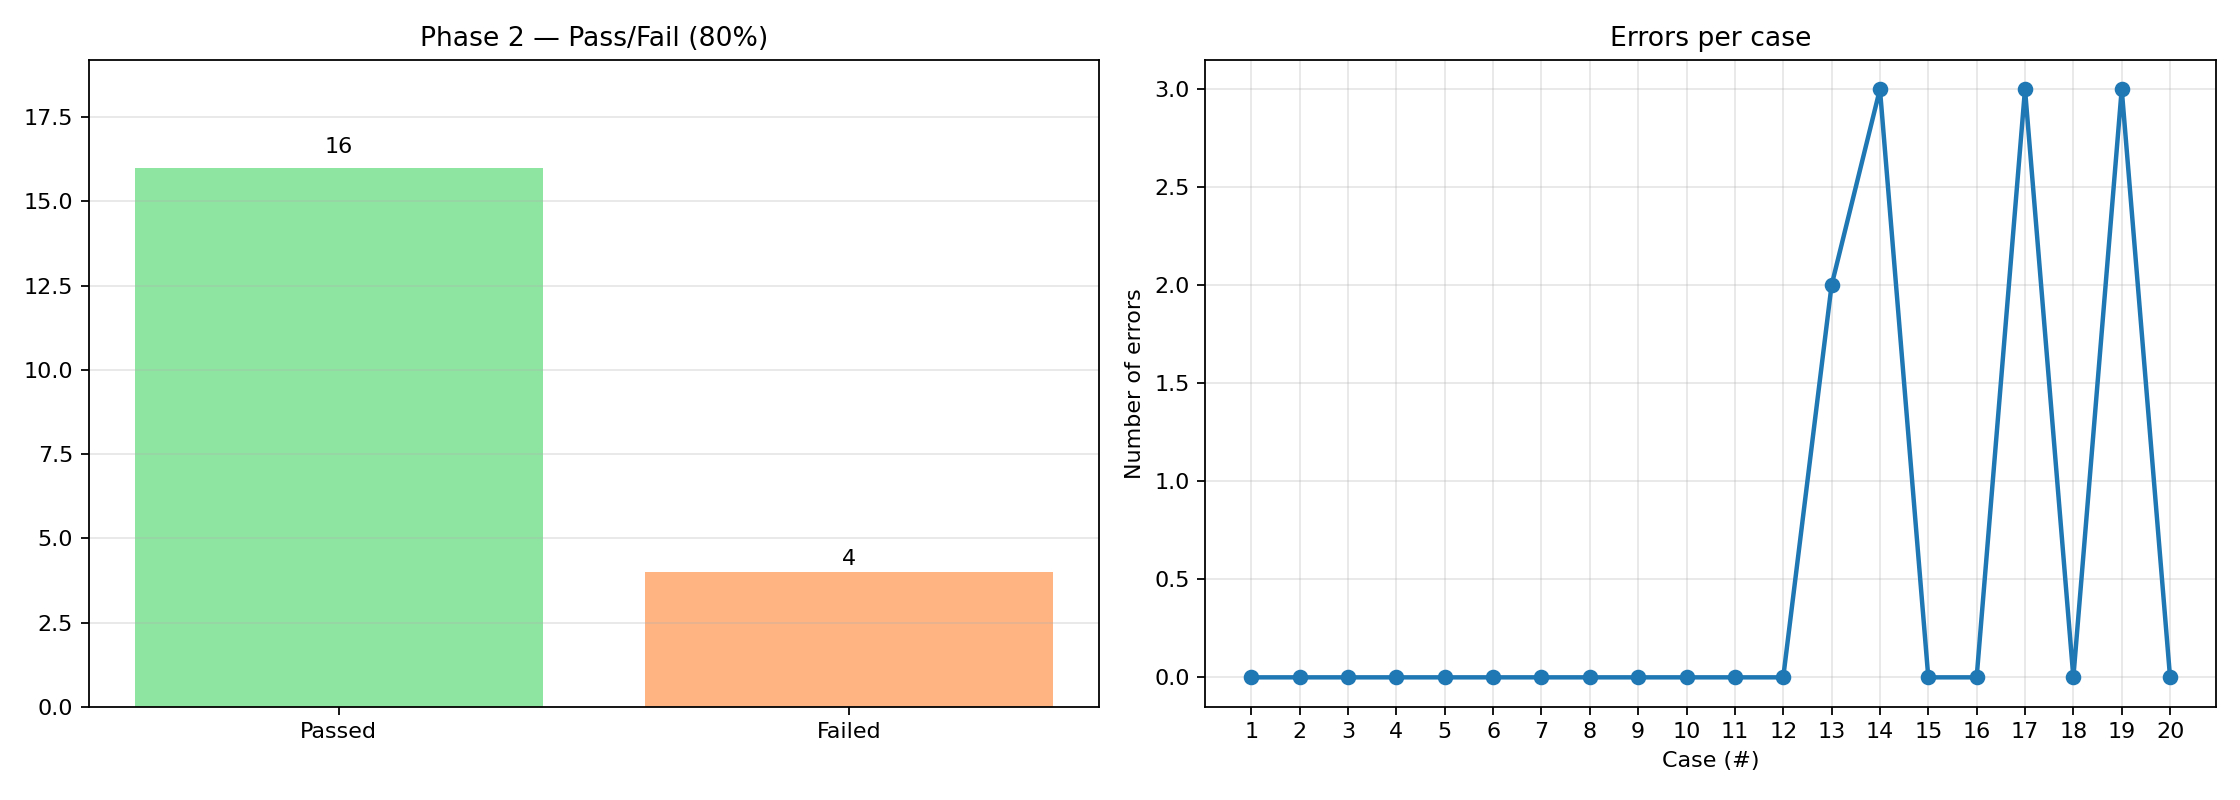 Phase 2 — Pass/Fail (80%)
17.5
15.0
12.5
10.0
7.5
5.0
2.5
0.0
16
4
Passed Failed
Errors per case
Number of errors
3.0
2.5
2.0
1.5
1.0
0.5
0.0
1 2 3 4 5 6 7 8 9 10 11 12 13 14 15 16 17 18 19 20
Case (#)